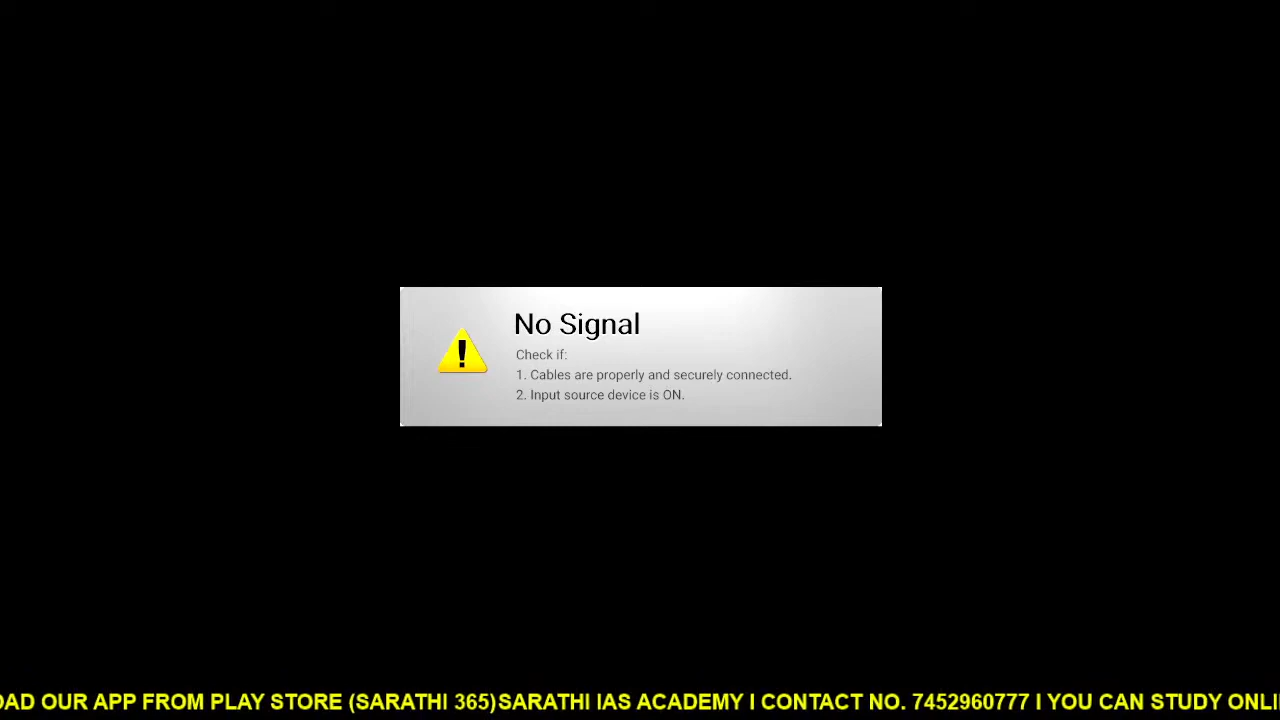 No Signal
Check if:
1. Cables are properly and securely connected.
2. Input source device is ON.
OUR APP FROM PLAY STORE (SARATHI 365)SARATHI IAS ACADEMY I CONTACT NO. 7452960777 I YOU CAN STUDY